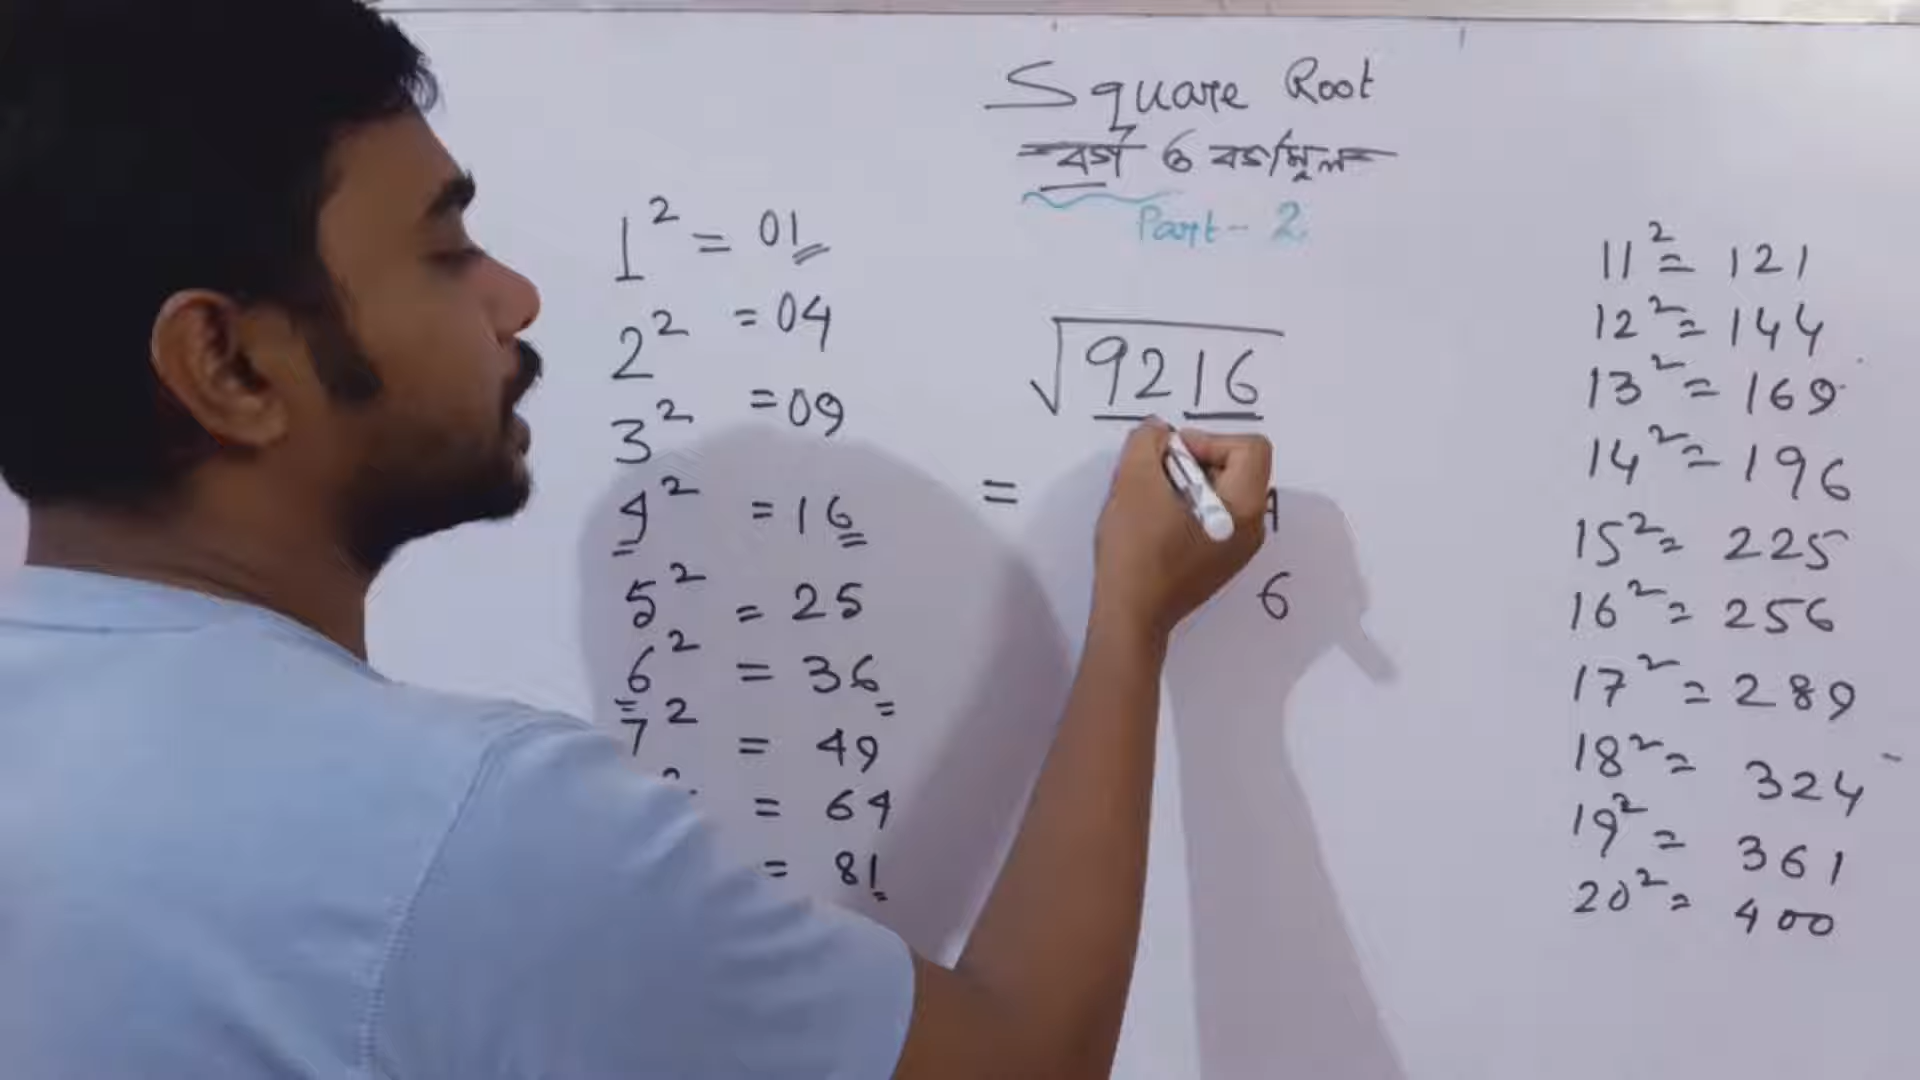 Square Root
বর্গ ও বর্গমূল
Part - 2
1² = 01
2² = 04
3² = 09
4² = 16
5² = 25
6² = 36
7² = 49
² = 64
= 81
√9216
=
4
6
11² = 121
12² = 144
13² = 169
14² = 196
15² = 225
16² = 256
17² = 289
18² = 324
19² = 361
20² = 400